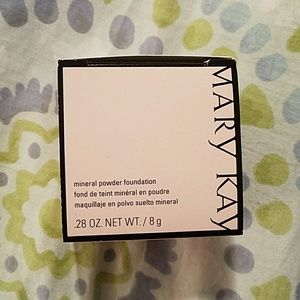 MARY KAY
mineral powder foundation
fond de teint minéral en poudre
maquillaje en polvo suelto mineral
.28 OZ. NET WT. / 8 g